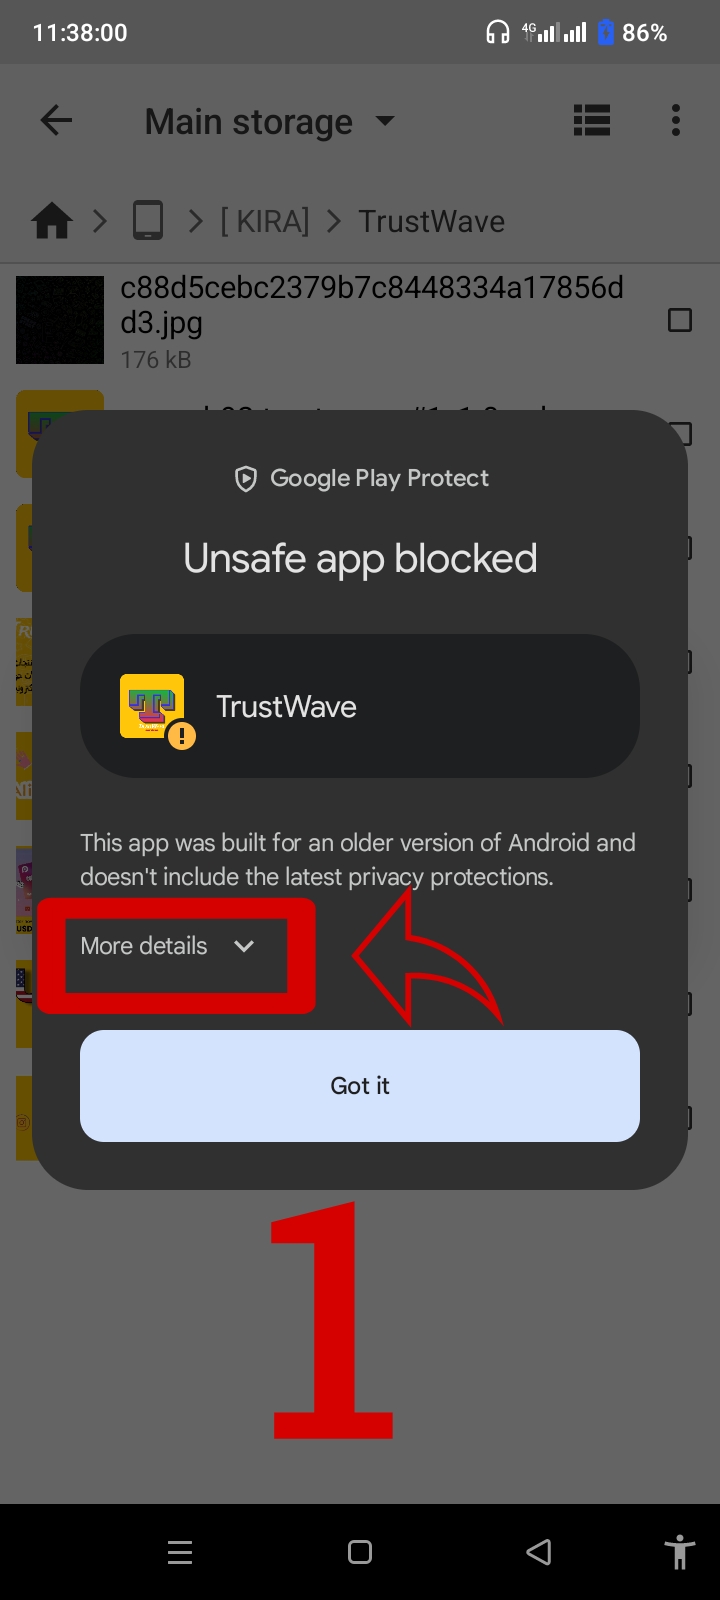 11:38:00
4G
86%
Main storage
[ KIRA] TrustWave
c88d5cebc2379b7c8448334a17856d
d3.jpg
176 kB
Google Play Protect
Unsafe app blocked
TrustWave
This app was built for an older version of Android and
doesn't include the latest privacy protections.
More details
Got it
1